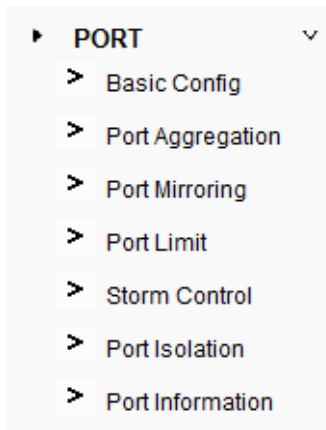 PORT
Basic Config
Port Aggregation
Port Mirroring
Port Limit
Storm Control
Port Isolation
Port Information